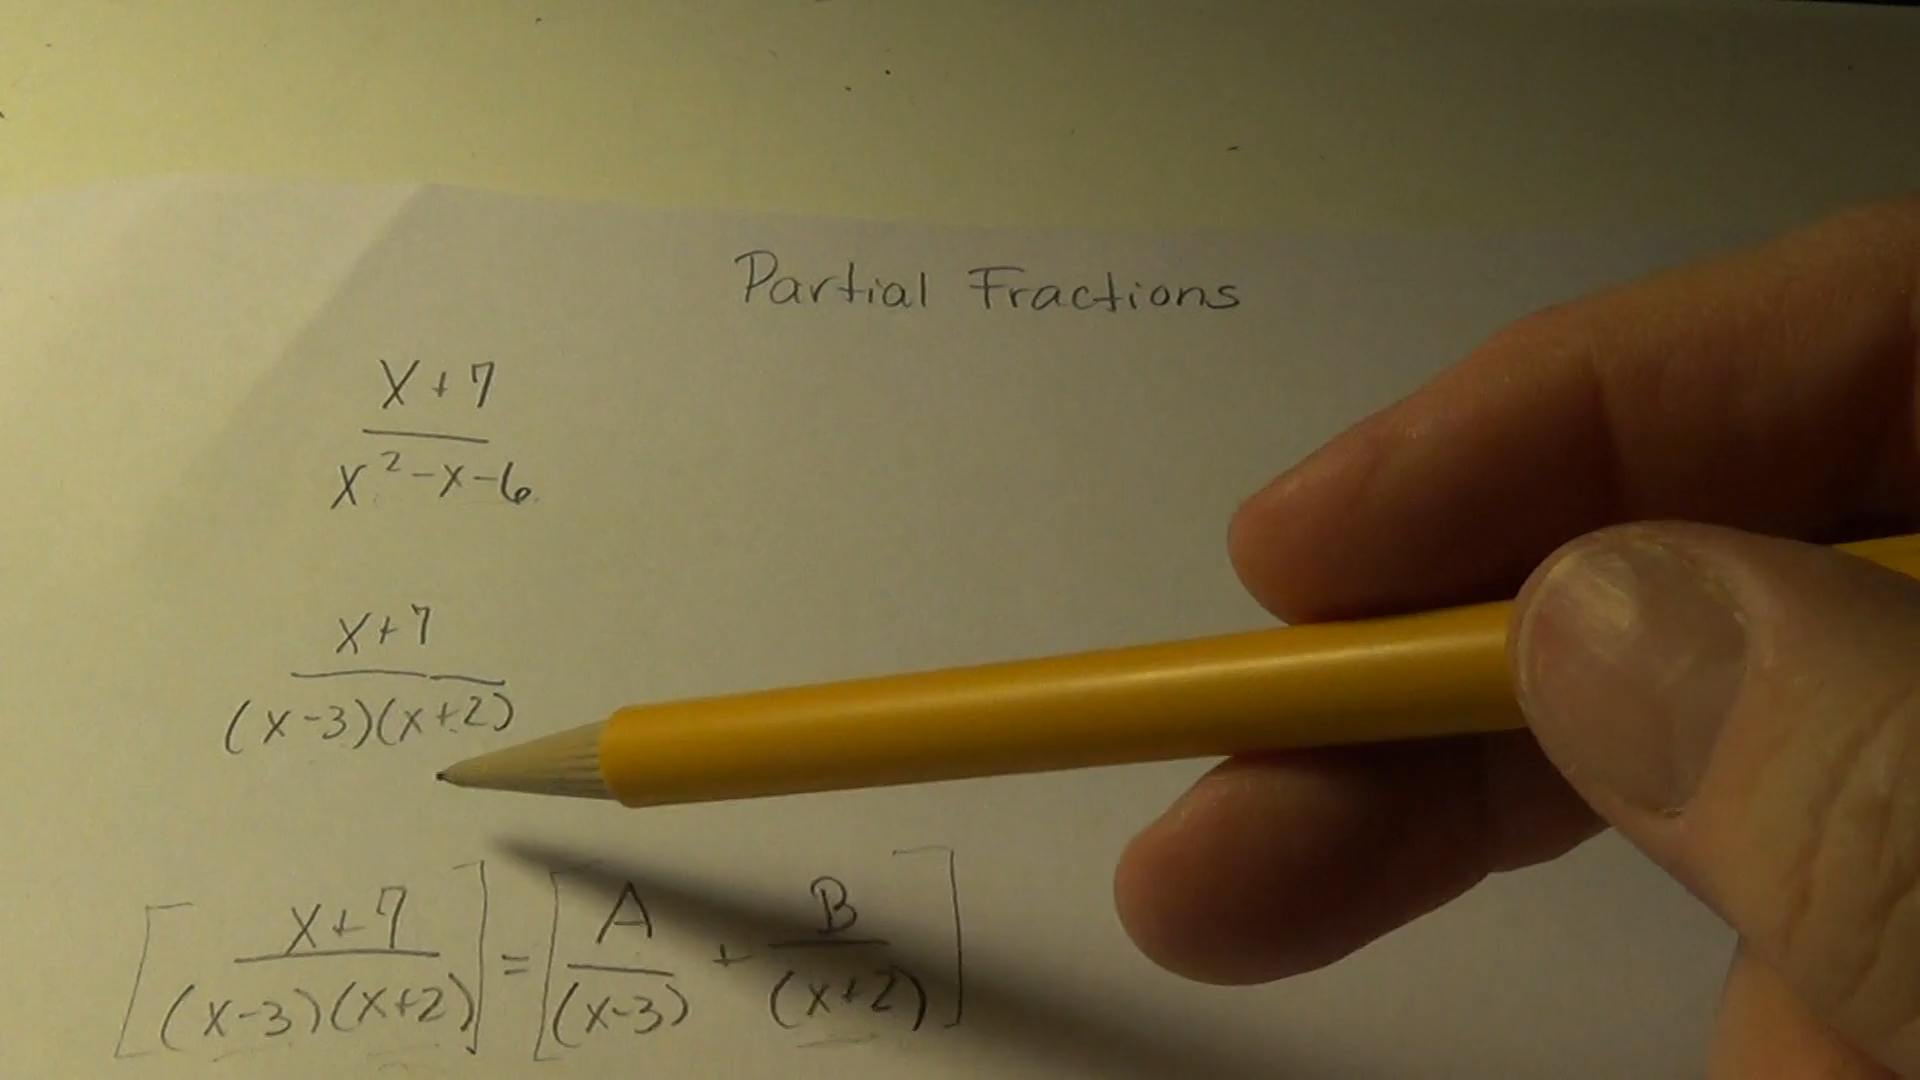 Partial Fractions
x + 7
x² - x - 6
x + 7
(x - 3)(x + 2)
[ x + 7 ] = [ A + B ]
(x - 3)(x + 2) (x - 3) (x + 2)